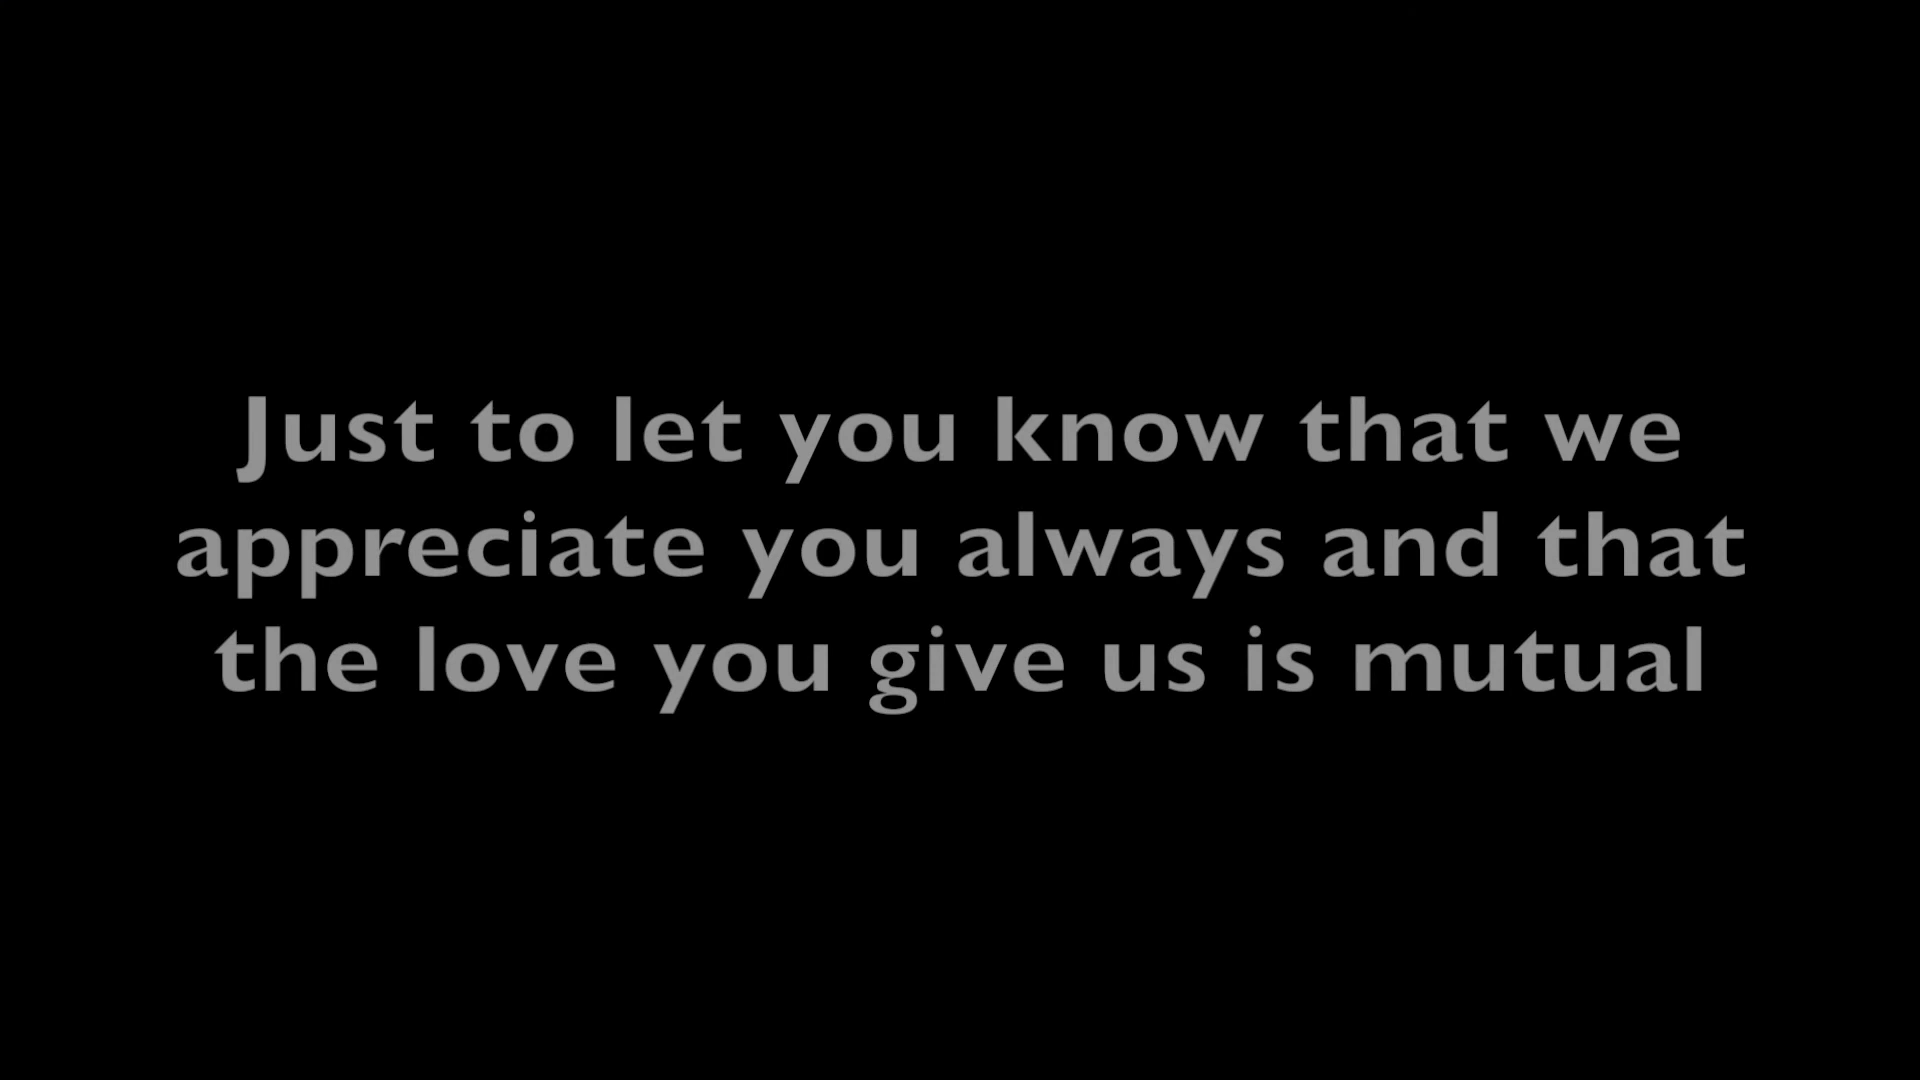 Just to let you know that we
appreciate you always and that
the love you give us is mutual